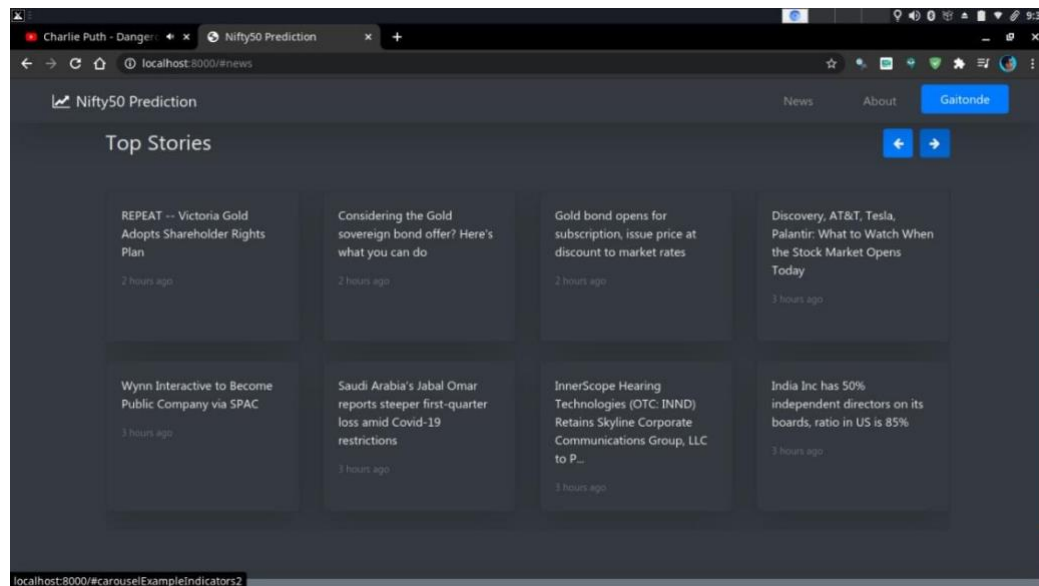 9:3
Charlie Puth - Danger
Nifty50 Prediction
localhost:8000/#news
Nifty50 Prediction
News
About
Gaitonde
Top Stories
REPEAT -- Victoria Gold
Adopts Shareholder Rights
Plan
2 hours ago
Considering the Gold
sovereign bond offer? Here's
what you can do
2 hours ago
Gold bond opens for
subscription, issue price at
discount to market rates
2 hours ago
Discovery, AT&T, Tesla,
Palantir: What to Watch When
the Stock Market Opens
Today
3 hours ago
Wynn Interactive to Become
Public Company via SPAC
3 hours ago
Saudi Arabia's Jabal Omar
reports steeper first-quarter
loss amid Covid-19
restrictions
3 hours ago
InnerScope Hearing
Technologies (OTC: INND)
Retains Skyline Corporate
Communications Group, LLC
to P...
3 hours ago
India Inc has 50%
independent directors on its
boards, ratio in US is 85%
3 hours ago
localhost:8000/#carouselExampleIndicators2